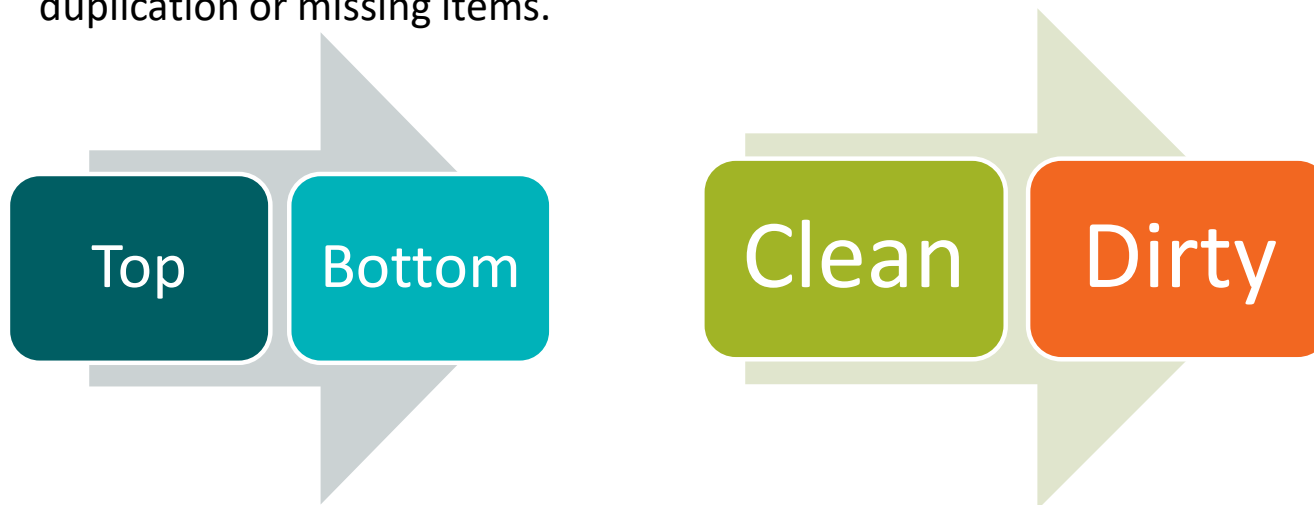 duplication or missing items.
Top
Bottom
Clean
Dirty